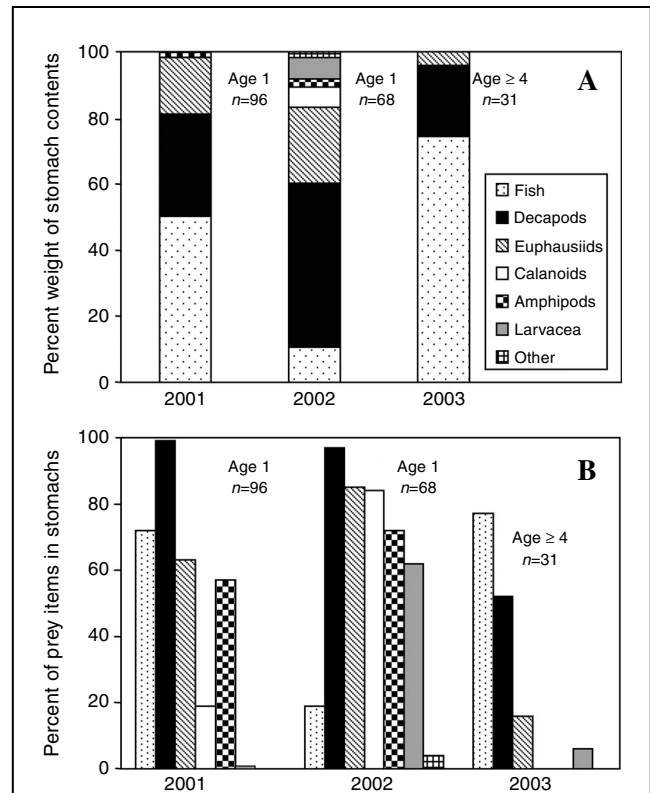 Percent weight of stomach contents
100
80
60
40
20
0
Age 1
n=96
Age 1
n=68
Age ≥ 4
n=31
A
Fish
Decapods
Euphausiids
Calanoids
Amphipods
Larvacea
Other
2001 2002 2003
Percent of prey items in stomachs
100
80
60
40
20
0
Age 1
n=96
Age 1
n=68
Age ≥ 4
n=31
B
2001 2002 2003